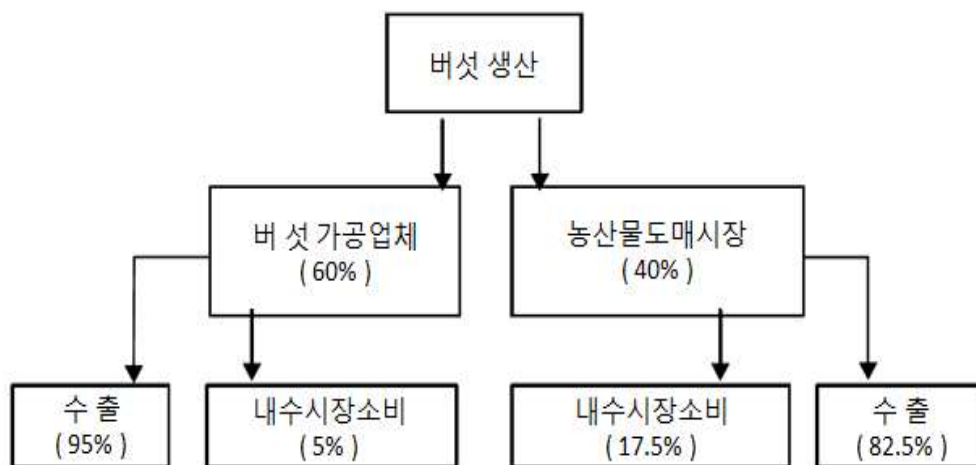 버섯 생산
버 섯 가공업체
( 60% )
농산물도매시장
( 40% )
수 출
( 95% )
내수시장소비
( 5% )
내수시장소비
( 17.5% )
수 출
( 82.5% )